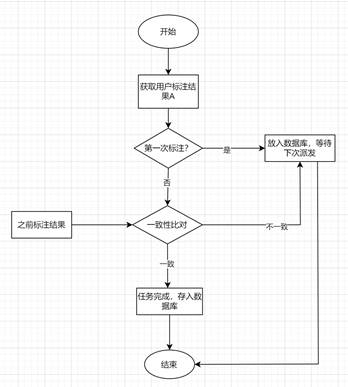 开始
获取用户标注结
果A
第一次标注？
是
放入数据库，等待
下次派发
否
之前标注结果
一致性比对
不一致
一致
任务完成，存入数
据库
结束